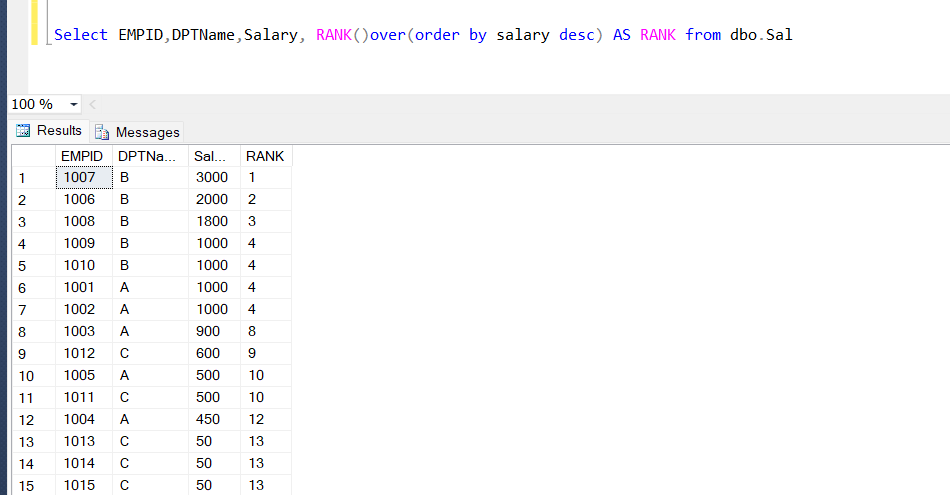 Select EMPID,DPTName,Salary, RANK()over(order by salary desc) AS RANK from dbo.Sal
100 %
Results Messages
EMPID DPTNa... Sal... RANK
1 1007 B 3000 1
2 1006 B 2000 2
3 1008 B 1800 3
4 1009 B 1000 4
5 1010 B 1000 4
6 1001 A 1000 4
7 1002 A 1000 4
8 1003 A 900 8
9 1012 C 600 9
10 1005 A 500 10
11 1011 C 500 10
12 1004 A 450 12
13 1013 C 50 13
14 1014 C 50 13
15 1015 C 50 13